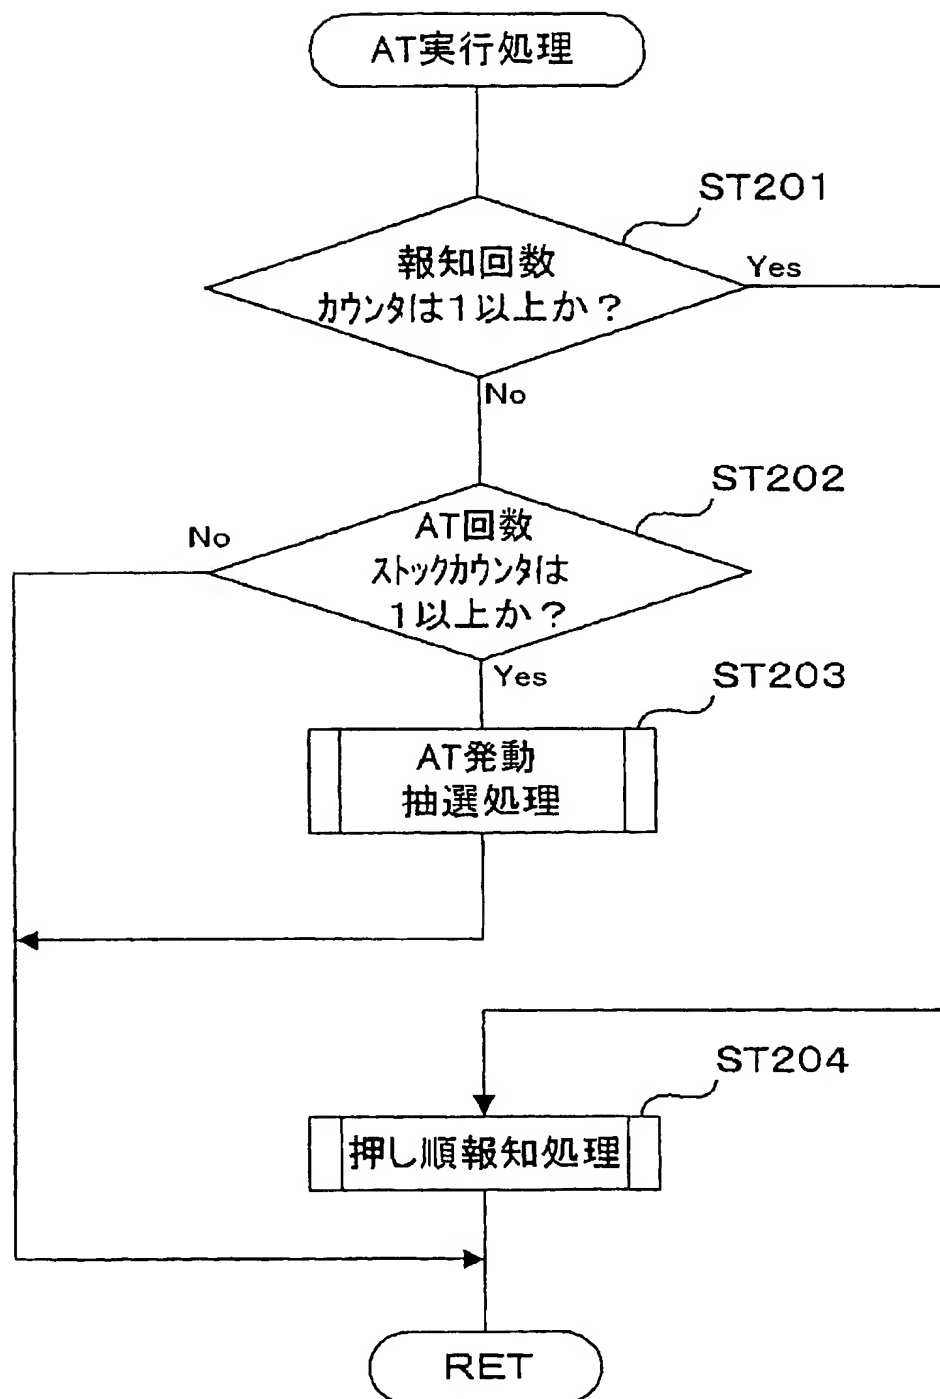 AT実行処理
ST201
報知回数
カウンタは1以上か？
Yes
No
ST202
AT回数
ストックカウンタは
1以上か？
No
Yes
ST203
AT発動
抽選処理
ST204
押し順報知処理
RET